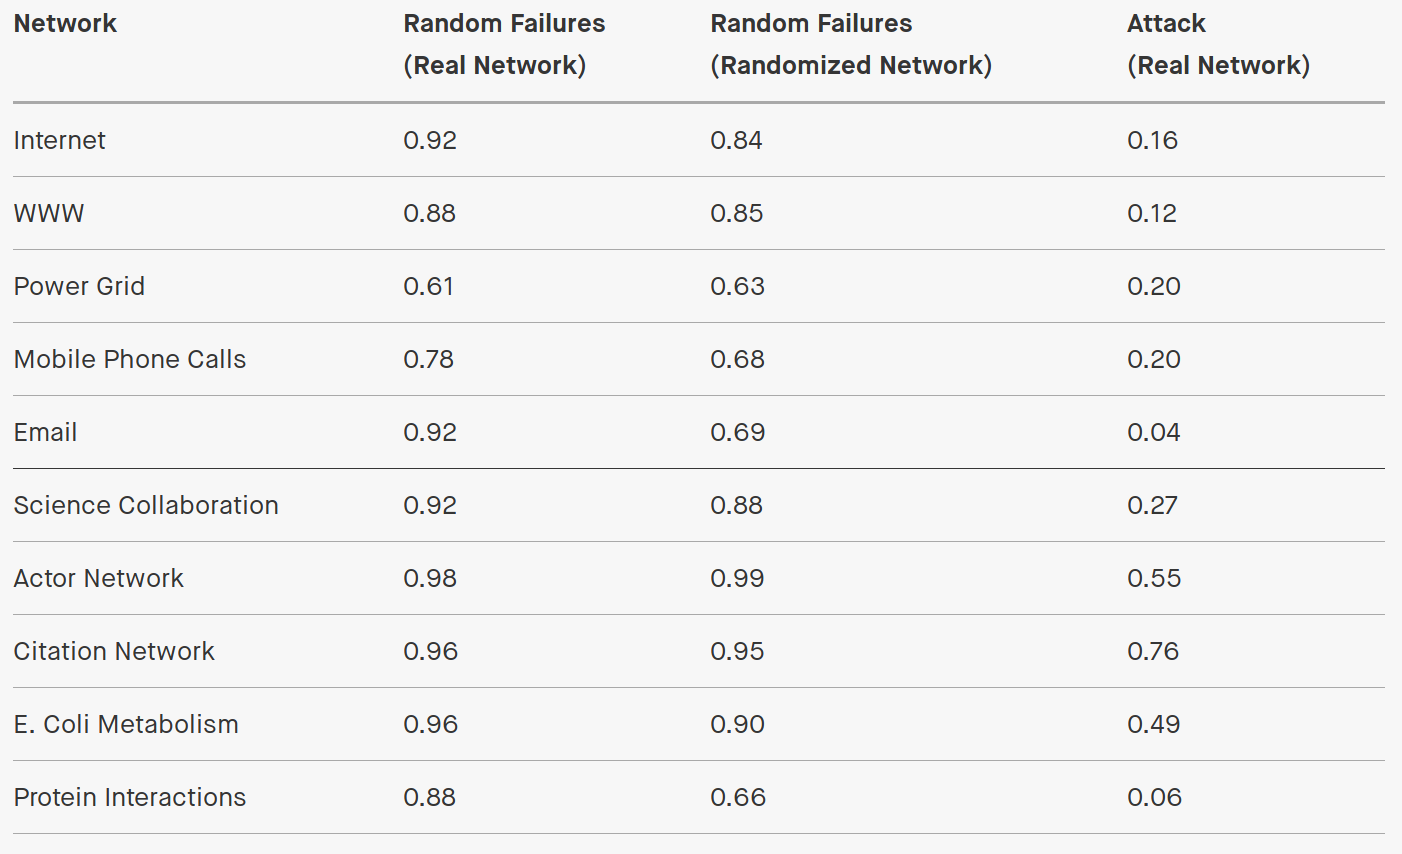 Network Random Failures Random Failures Attack
(Real Network) (Randomized Network) (Real Network)
Internet 0.92 0.84 0.16
WWW 0.88 0.85 0.12
Power Grid 0.61 0.63 0.20
Mobile Phone Calls 0.78 0.68 0.20
Email 0.92 0.69 0.04
Science Collaboration 0.92 0.88 0.27
Actor Network 0.98 0.99 0.55
Citation Network 0.96 0.95 0.76
E. Coli Metabolism 0.96 0.90 0.49
Protein Interactions 0.88 0.66 0.06